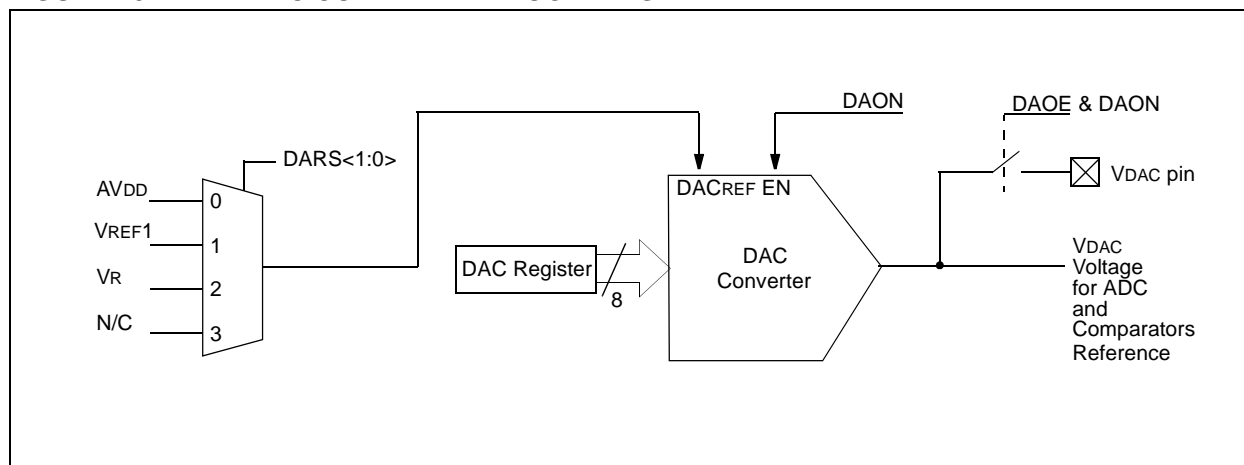 DAON
DAOE & DAON
DARS<1:0>
AVDD
0
VREF1
1
VR
2
N/C
3
DACREF EN
DAC Register
8
DAC
Converter
VDAC pin
VDAC
Voltage
for ADC
and
Comparators
Reference